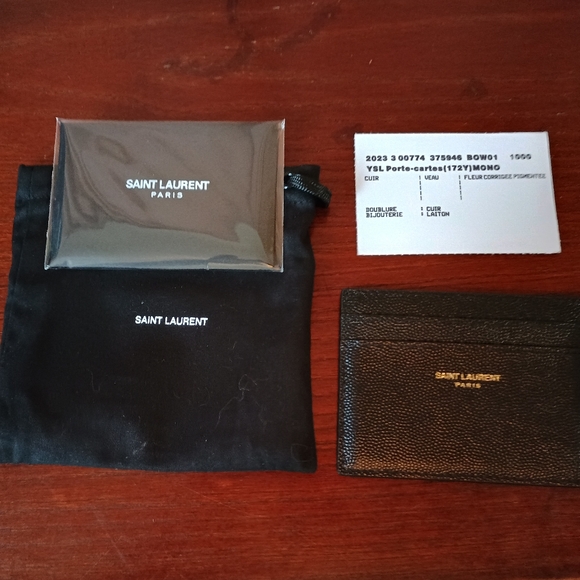 SAINT LAURENT
PARIS
SAINT LAURENT
2023 3 00774 375946 BOW01 1000
YSL Porte-cartes(172Y)MONO
CUIR : VEAU : FLEUR CORRIGEE PIGMENTEE
DOUBLURE : CUIR
BIJOUTERIE : LAITON
SAINT LAURENT
PARIS